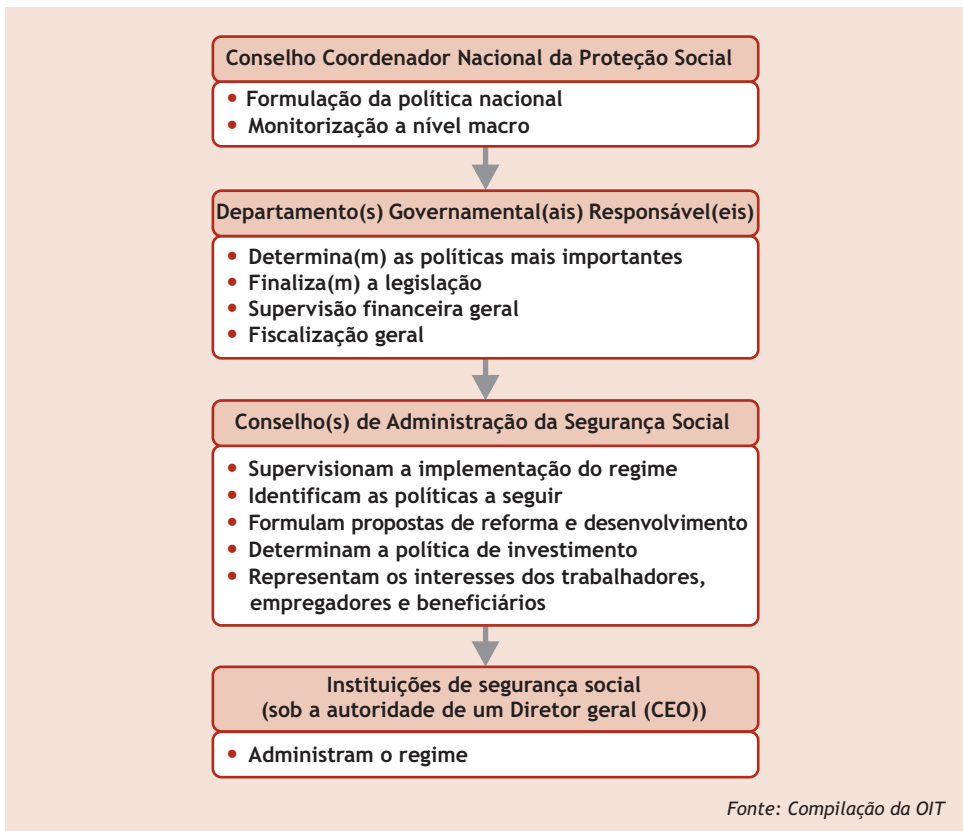 Conselho Coordenador Nacional da Proteção Social
• Formulação da política nacional
• Monitorização a nível macro
Departamento(s) Governamental(ais) Responsável(eis)
• Determina(m) as políticas mais importantes
• Finaliza(m) a legislação
• Supervisão financeira geral
• Fiscalização geral
Conselho(s) de Administração da Segurança Social
• Supervisionam a implementação do regime
• Identificam as políticas a seguir
• Formulam propostas de reforma e desenvolvimento
• Determinam a política de investimento
• Representam os interesses dos trabalhadores,
empregadores e beneficiários
Instituições de segurança social
(sob a autoridade de um Diretor geral (CEO))
• Administram o regime
Fonte: Compilação da OIT